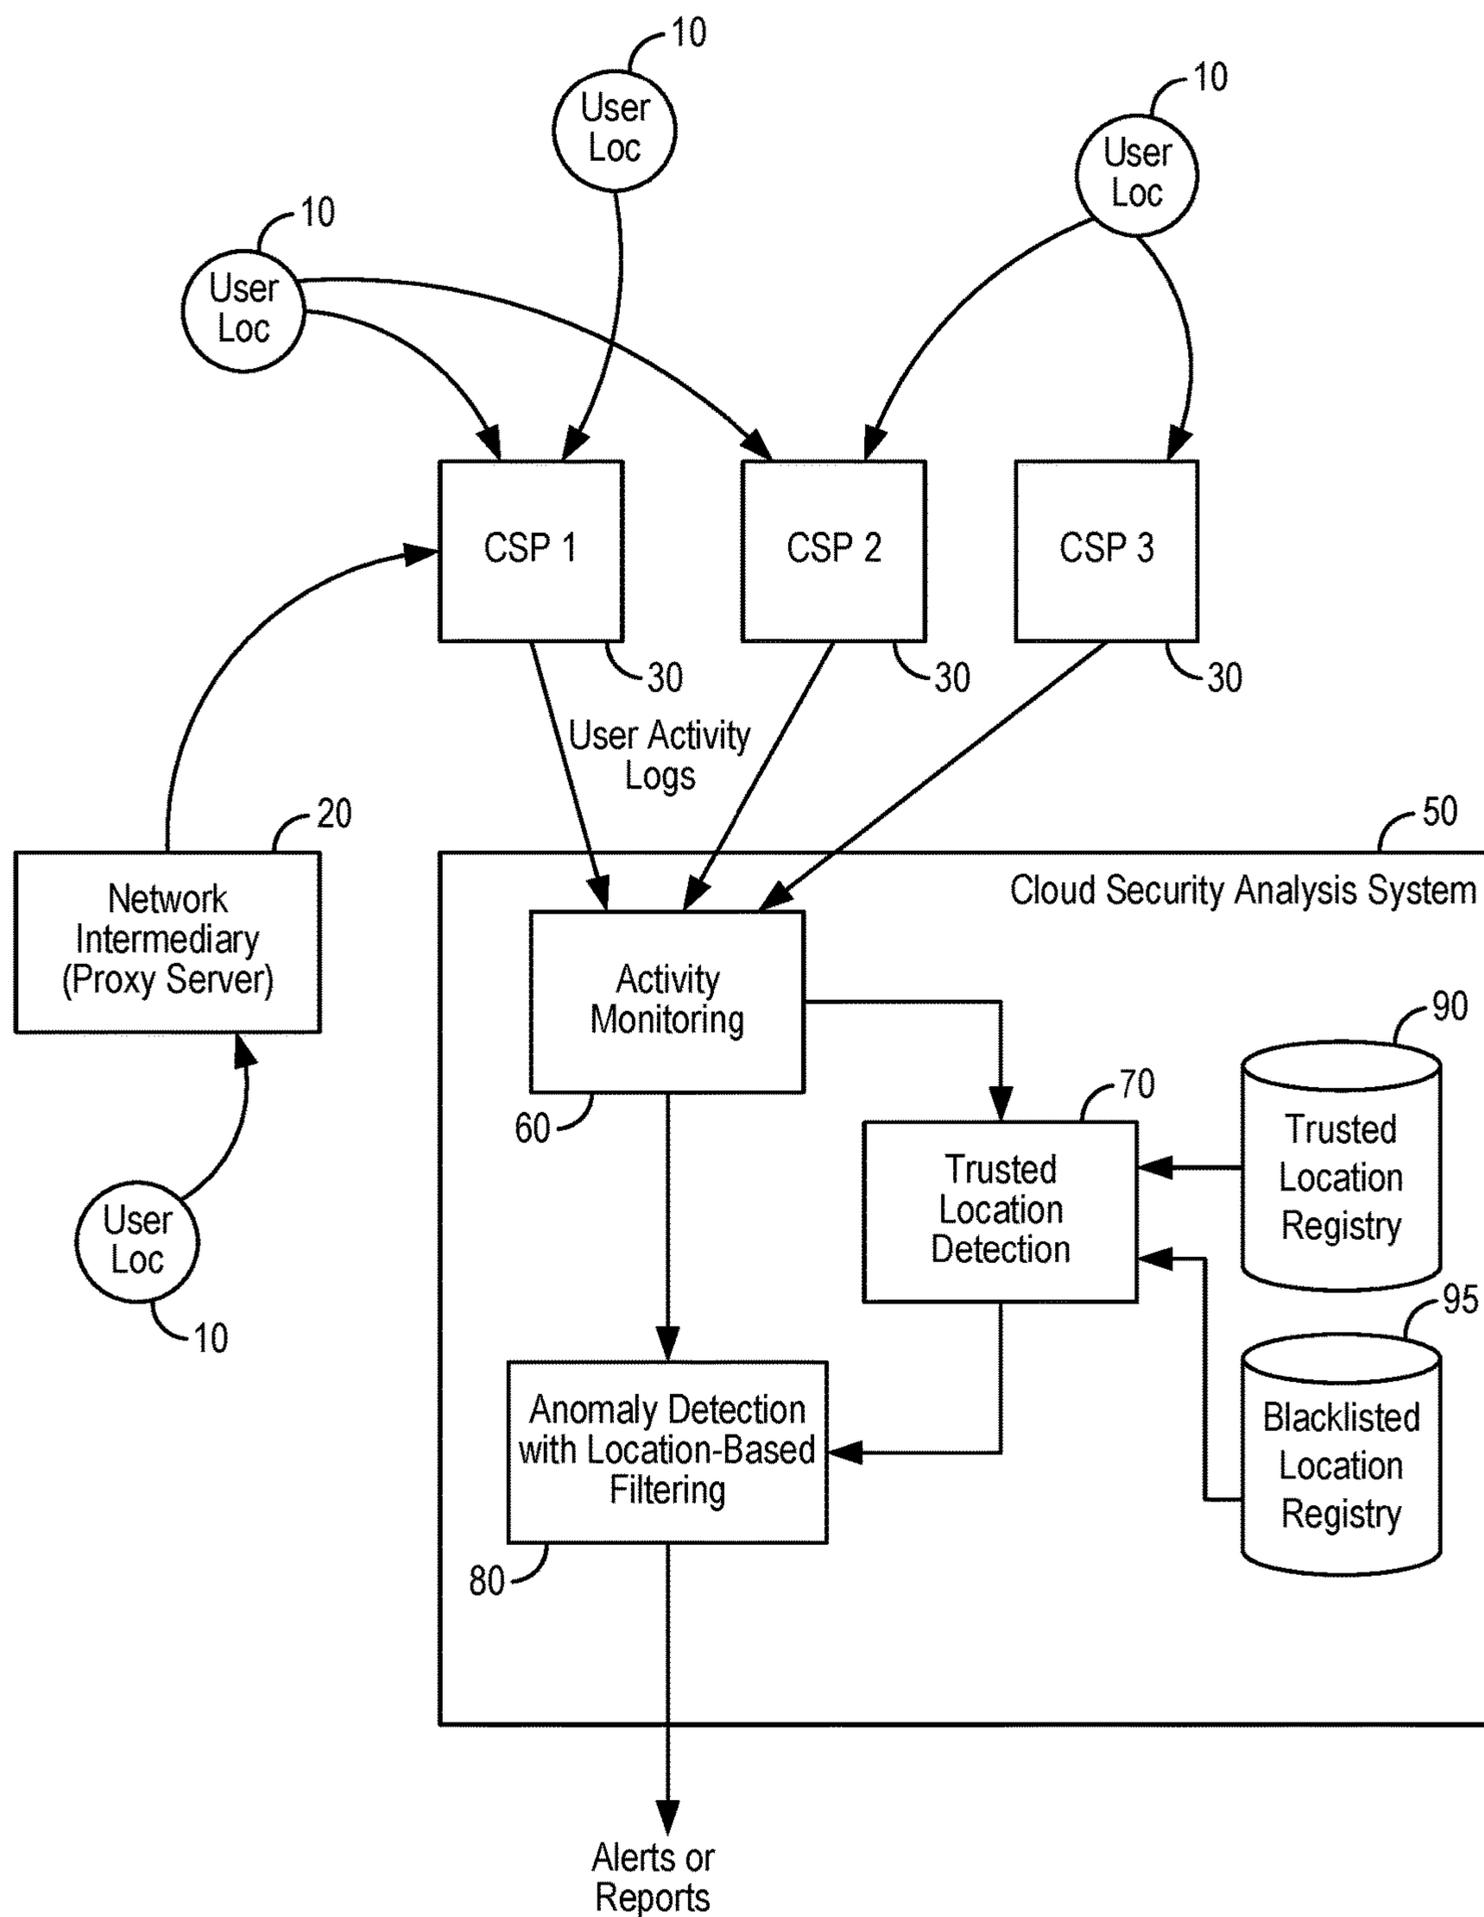 10
User
Loc
10
User
Loc
10
User
Loc
10
User
Loc
CSP 1
CSP 2
CSP 3
30
30
30
User Activity
Logs
20
Network
Intermediary
(Proxy Server)
User
Loc
10
50
Cloud Security Analysis System
Activity
Monitoring
60
70
Trusted
Location
Detection
90
Trusted
Location
Registry
95
Blacklisted
Location
Registry
Anomaly Detection
with Location-Based
Filtering
80
Alerts or
Reports